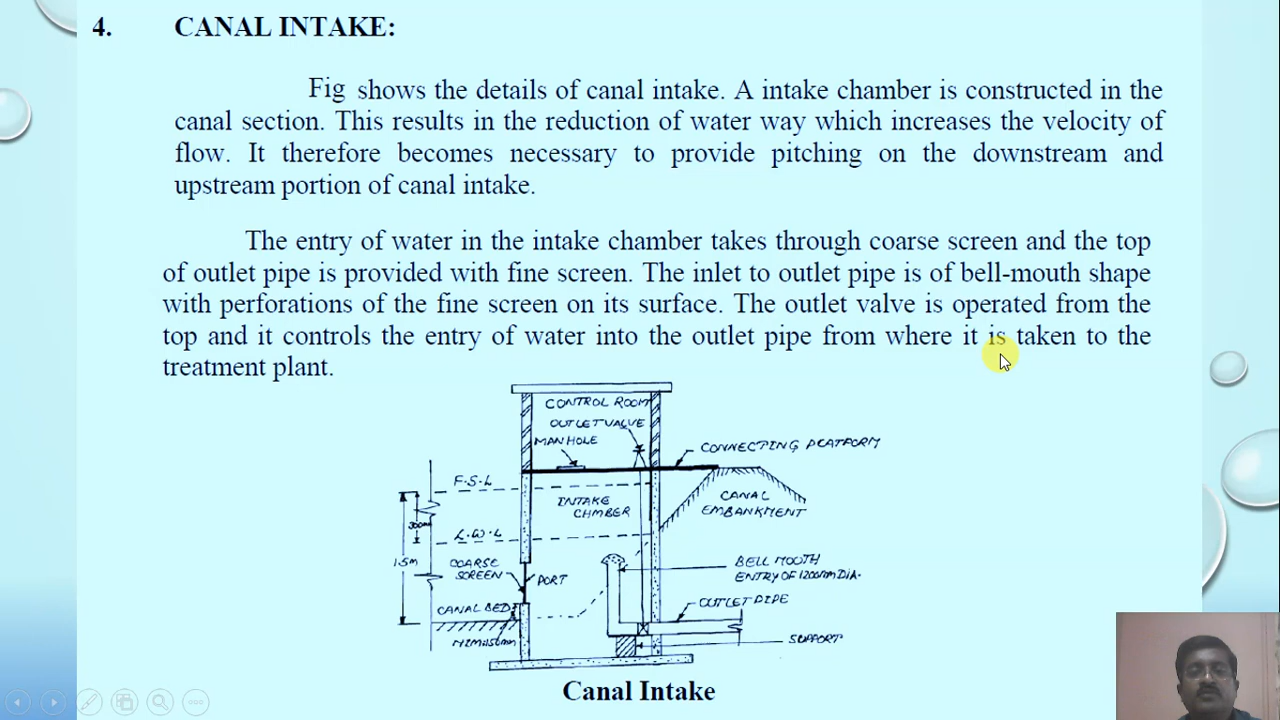 4. CANAL INTAKE:
Fig shows the details of canal intake. A intake chamber is constructed in the
canal section. This results in the reduction of water way which increases the velocity of
flow. It therefore becomes necessary to provide pitching on the downstream and
upstream portion of canal intake.
The entry of water in the intake chamber takes through coarse screen and the top
of outlet pipe is provided with fine screen. The inlet to outlet pipe is of bell-mouth shape
with perforations of the fine screen on its surface. The outlet valve is operated from the
top and it controls the entry of water into the outlet pipe from where it is taken to the
treatment plant.
CONTROL ROOM
OUTLET VALVE
MANHOLE
CONNECTING PLATFORM
F.S.L
INTAKE
CHMBER
CANAL
EMBANKMENT
L.W.L
1.5m
COARSE
SCREEN
PORT
BELL MOUTH
ENTRY OF
DIA.
CANAL BED
OUTLET PIPE
SUPPORT
Canal Intake